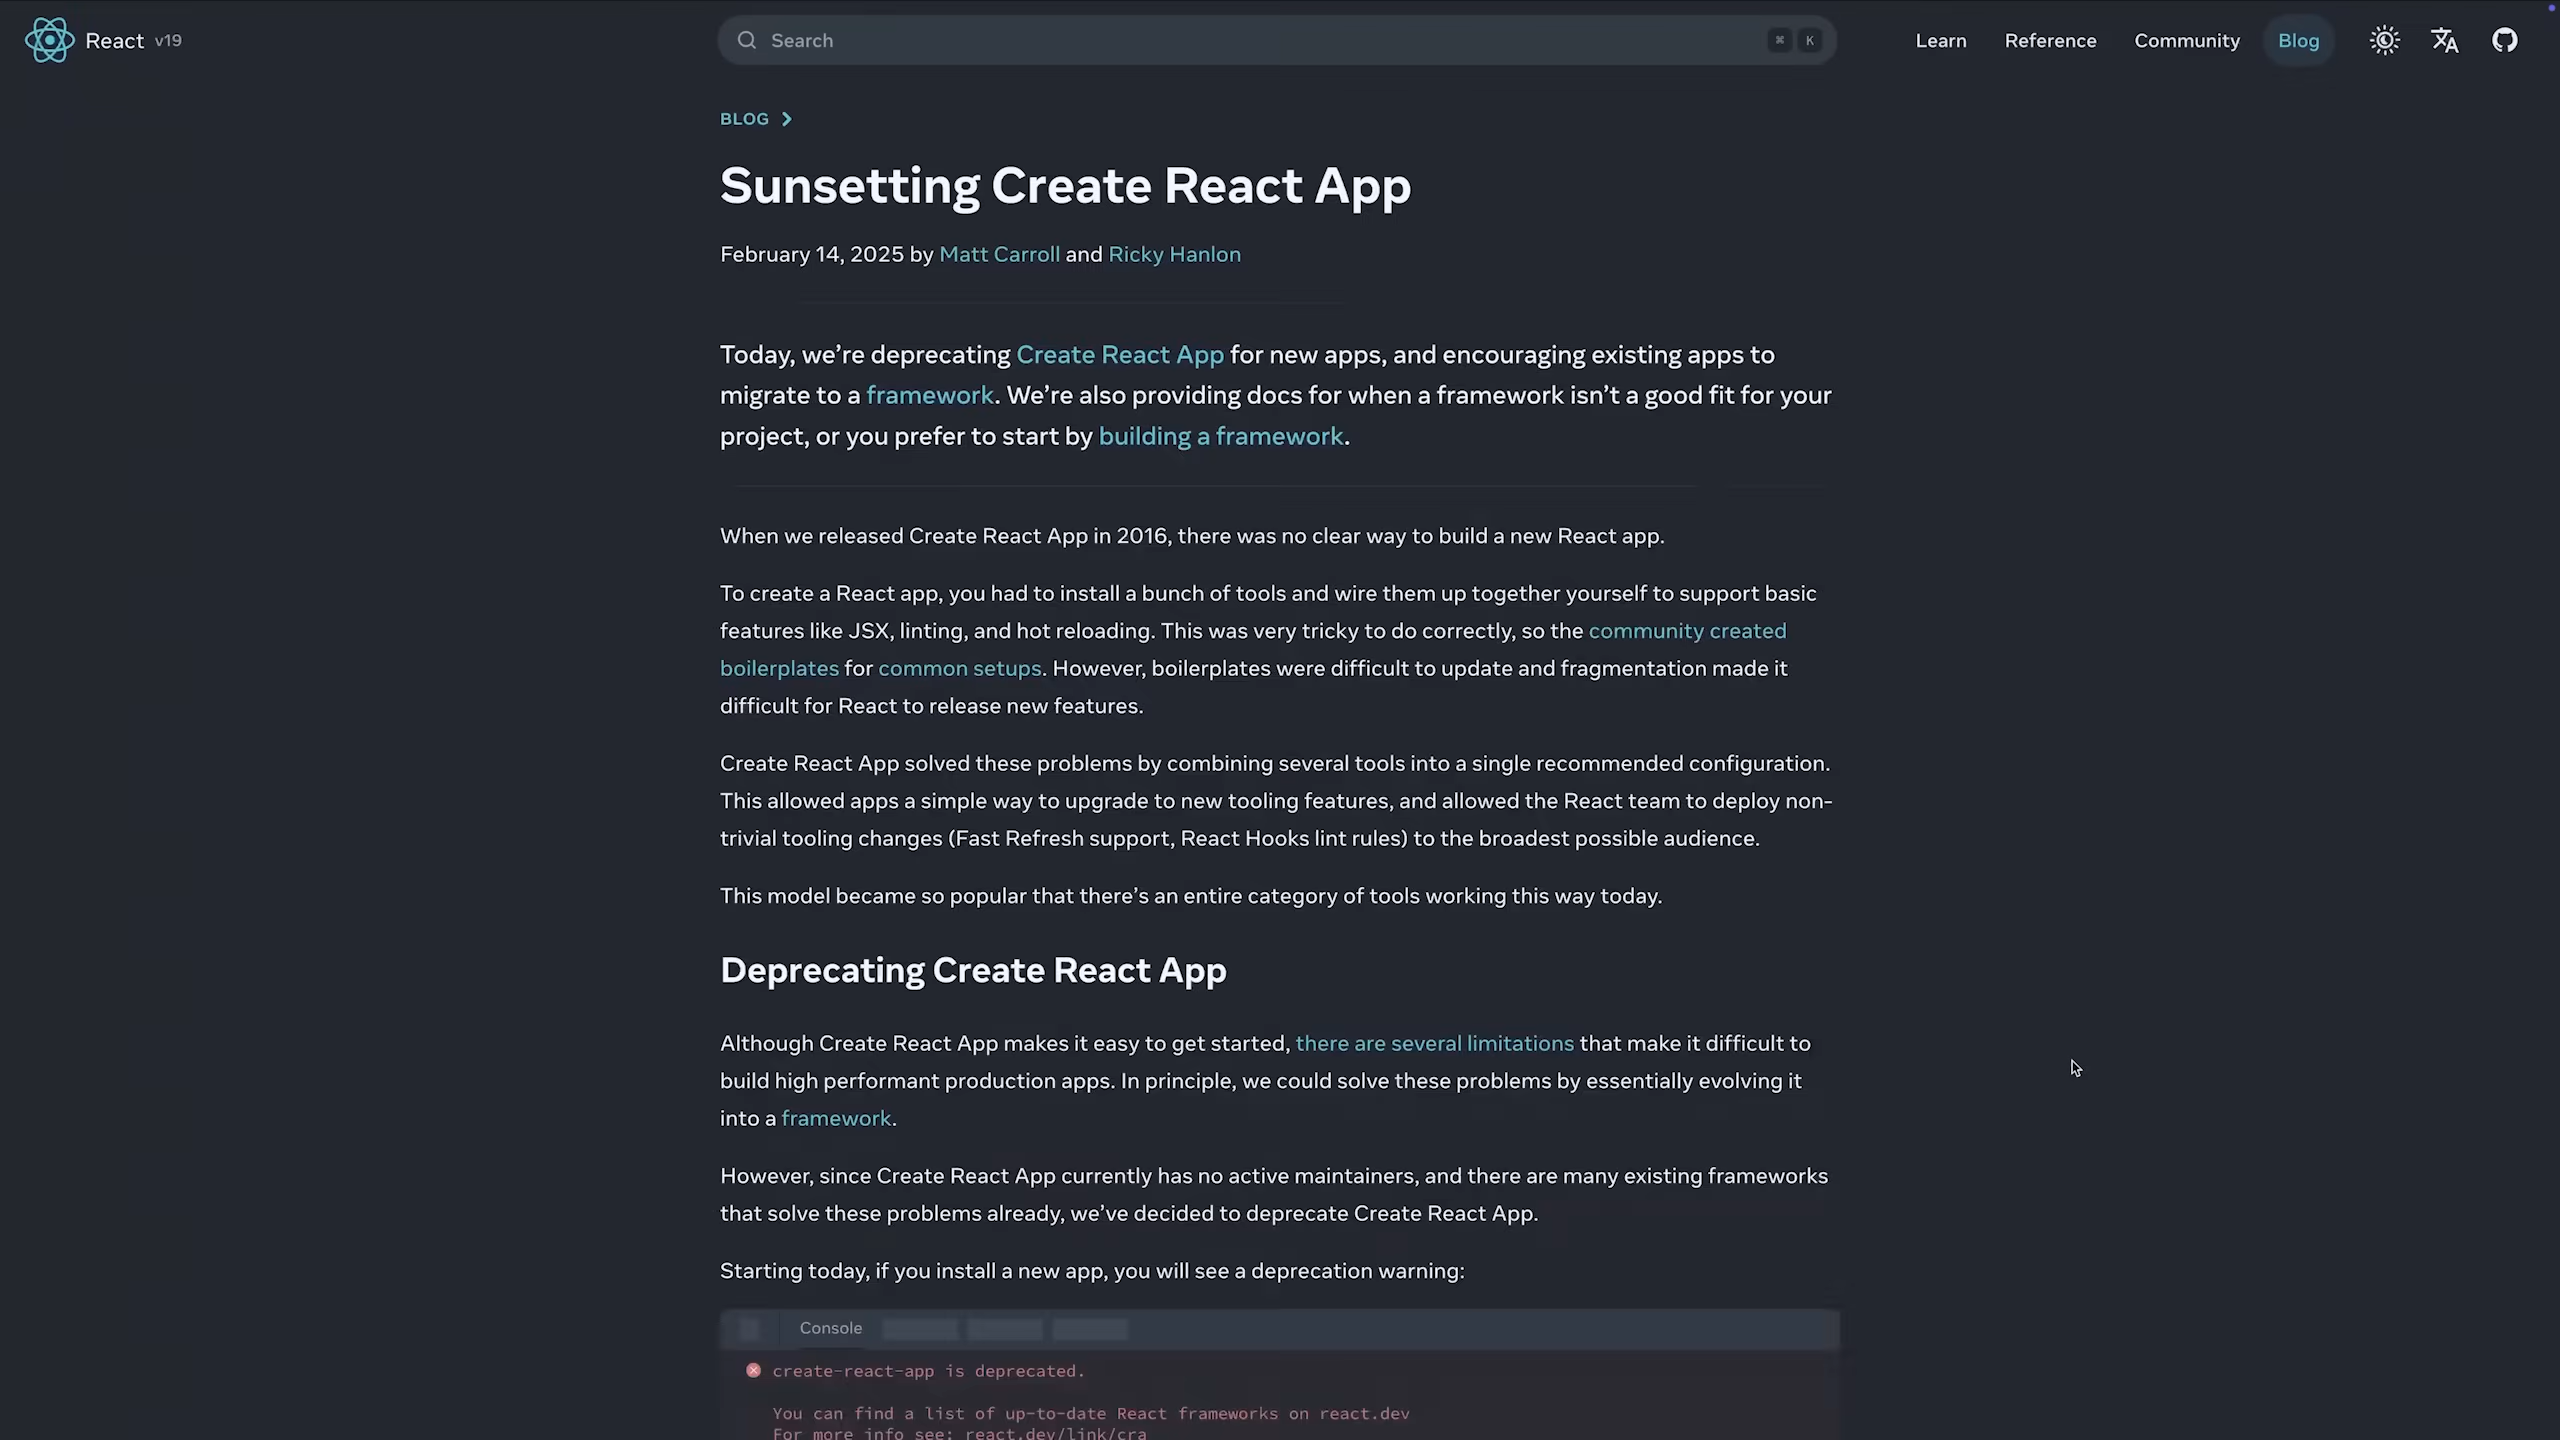 React v19
Search
⌘ K
Learn
Reference
Community
Blog
BLOG
Sunsetting Create React App
February 14, 2025 by Matt Carroll and Ricky Hanlon
Today, we’re deprecating Create React App for new apps, and encouraging existing apps to
migrate to a framework. We’re also providing docs for when a framework isn’t a good fit for your
project, or you prefer to start by building a framework.
When we released Create React App in 2016, there was no clear way to build a new React app.
To create a React app, you had to install a bunch of tools and wire them up together yourself to support basic
features like JSX, linting, and hot reloading. This was very tricky to do correctly, so the community created
boilerplates for common setups. However, boilerplates were difficult to update and fragmentation made it
difficult for React to release new features.
Create React App solved these problems by combining several tools into a single recommended configuration.
This allowed apps a simple way to upgrade to new tooling features, and allowed the React team to deploy non-
trivial tooling changes (Fast Refresh support, React Hooks lint rules) to the broadest possible audience.
This model became so popular that there’s an entire category of tools working this way today.
Deprecating Create React App
Although Create React App makes it easy to get started, there are several limitations that make it difficult to
build high performant production apps. In principle, we could solve these problems by essentially evolving it
into a framework.
However, since Create React App currently has no active maintainers, and there are many existing frameworks
that solve these problems already, we’ve decided to deprecate Create React App.
Starting today, if you install a new app, you will see a deprecation warning:
Console
create-react-app is deprecated.
You can find a list of up-to-date React frameworks on react.dev
For more info see: react.dev/link/cra